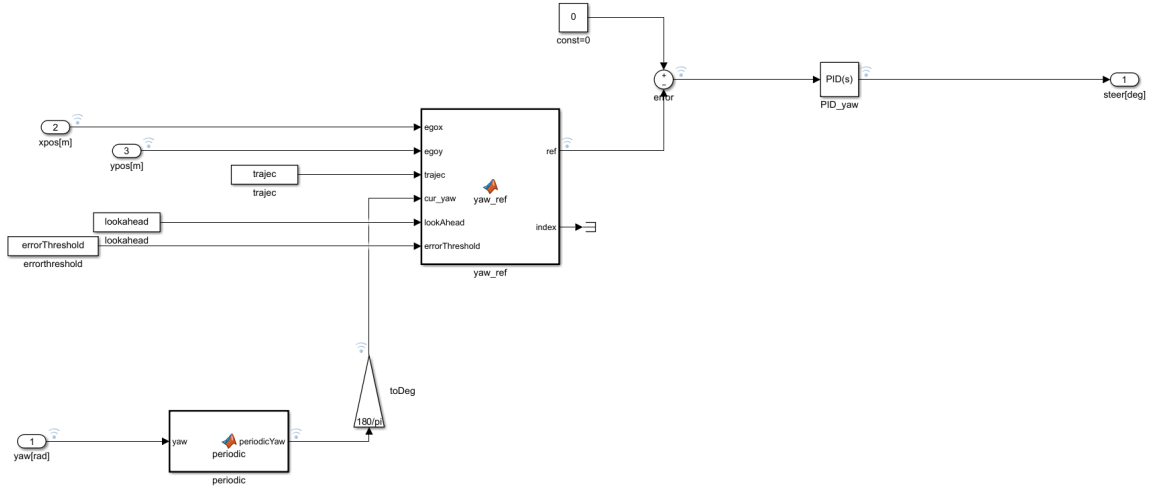 0
const=0
+
−
error
PID(s)
PID_yaw
1
steer[deg]
2
xpos[m]
3
ypos[m]
trajec
trajec
lookahead
lookahead
errorThreshold
errorthreshold
egox
egoy
trajec
cur_yaw
lookAhead
errorThreshold
yaw_ref
ref
index
yaw_ref
toDeg
180/pi
1
yaw[rad]
yaw
periodic
periodicYaw
periodic